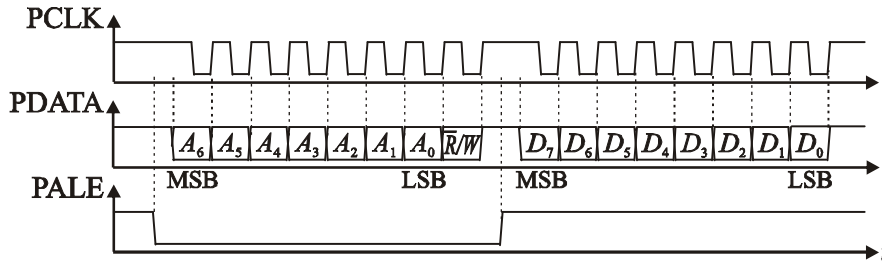 PCLK
PDATA
A₆ A₅ A₄ A₃ A₂ A₁ A₀ R̅/W D₇ D₆ D₅ D₄ D₃ D₂ D₁ D₀
MSB LSB MSB LSB
PALE